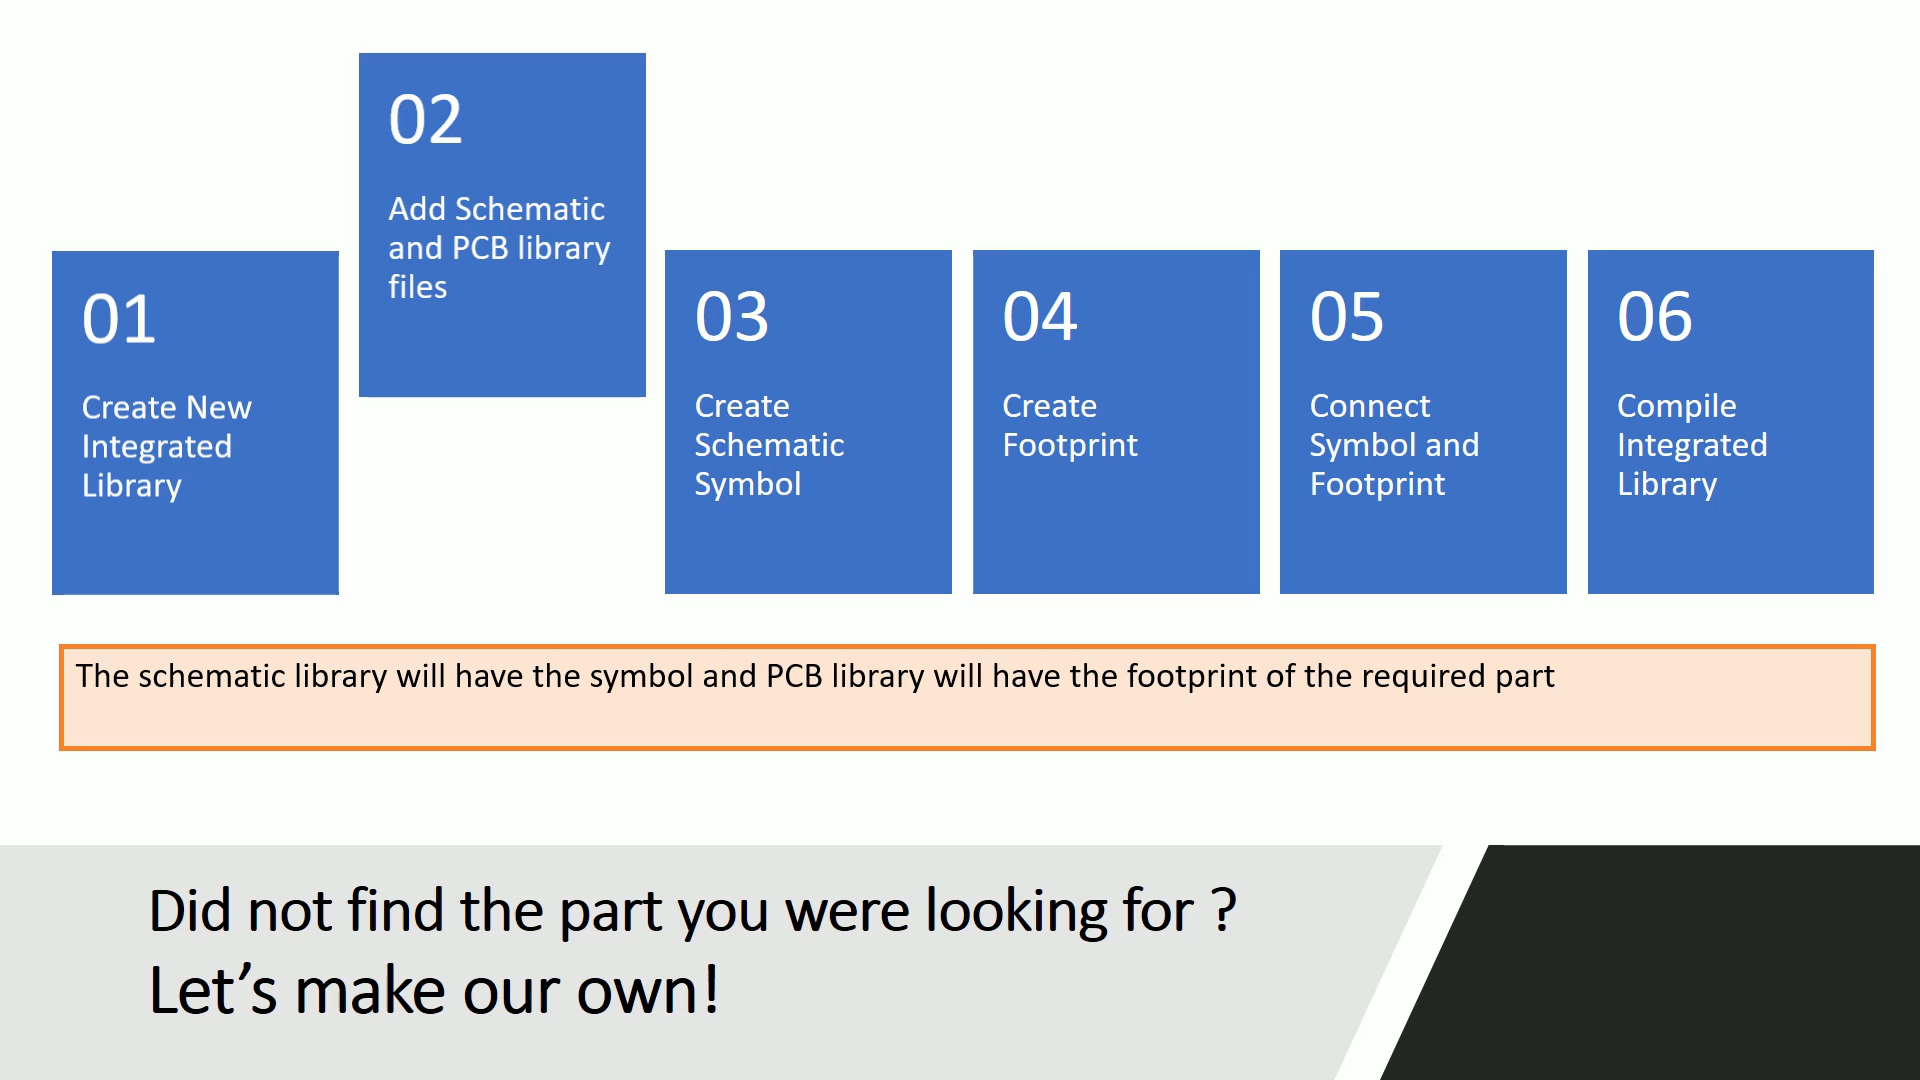 01
Create New
Integrated
Library
02
Add Schematic
and PCB library
files
03
Create
Schematic
Symbol
04
Create
Footprint
05
Connect
Symbol and
Footprint
06
Compile
Integrated
Library
The schematic library will have the symbol and PCB library will have the footprint of the required part
Did not find the part you were looking for ?
Let’s make our own!